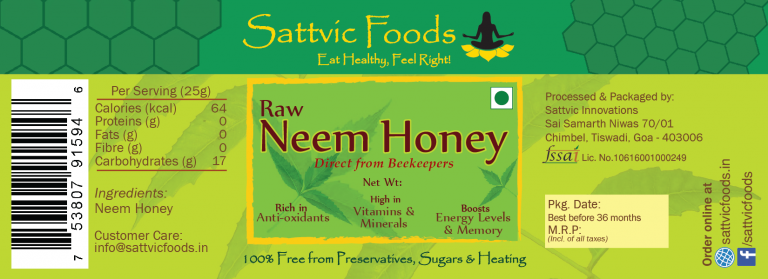 Sattvic Foods
Eat Healthy, Feel Right!
7 53807 91594 6
Per Serving (25g)
Calories (kcal) 64
Proteins (g) 0
Fats (g) 0
Fibre (g) 0
Carbohydrates (g) 17
Ingredients:
Neem Honey
Customer Care:
info@sattvicfoods.in
Raw
Neem Honey
Direct from Beekeepers
Net Wt:
Rich in
Anti-oxidants
High in
Vitamins &
Minerals
Boosts
Energy Levels
& Memory
100% Free from Preservatives, Sugars & Heating
Processed & Packaged by:
Sattvic Innovations
Sai Samarth Niwas 70/01
Chimbel, Tiswadi, Goa - 403006
fssai Lic. No.10616001000249
Pkg. Date:
Best before 36 months
M.R.P:
(Incl. of all taxes)
Order online at
sattvicfoods.in
f/sattvicfoods